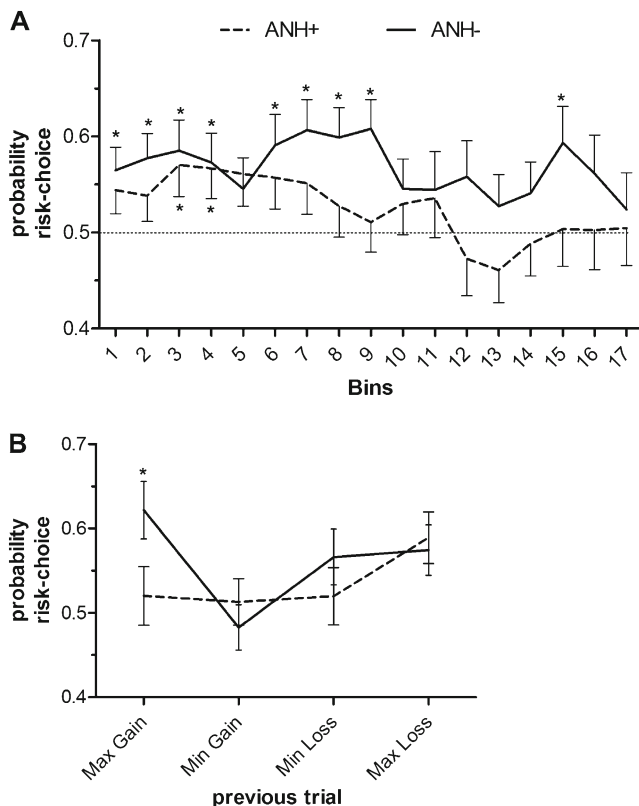 A
ANH+ ANH-
probability
risk-choice
0.7
0.6
0.5
0.4
* * * * * * * * *
* *
1 2 3 4 5 6 7 8 9 10 11 12 13 14 15 16 17
Bins
B
probability
risk-choice
0.7
0.6
0.5
0.4
*
Max Gain Min Gain Min Loss Max Loss
previous trial